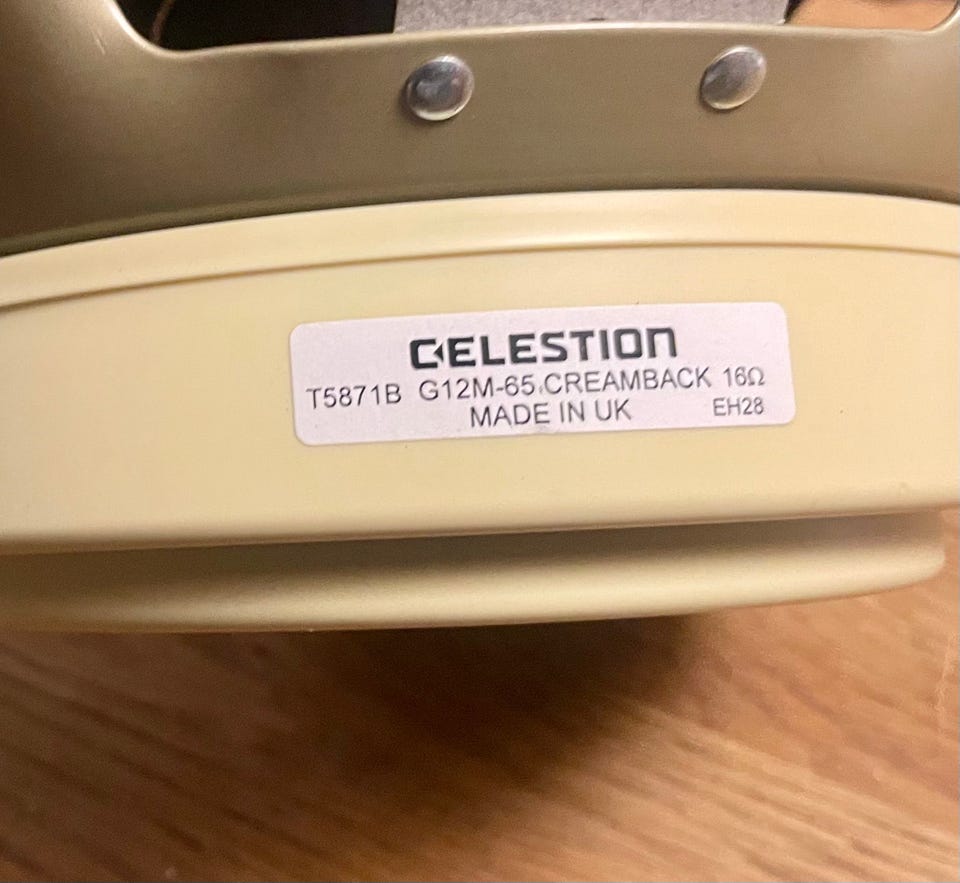 CELESTION
T5871B G12M-65 CREAMBACK 16Ω
MADE IN UK EH28